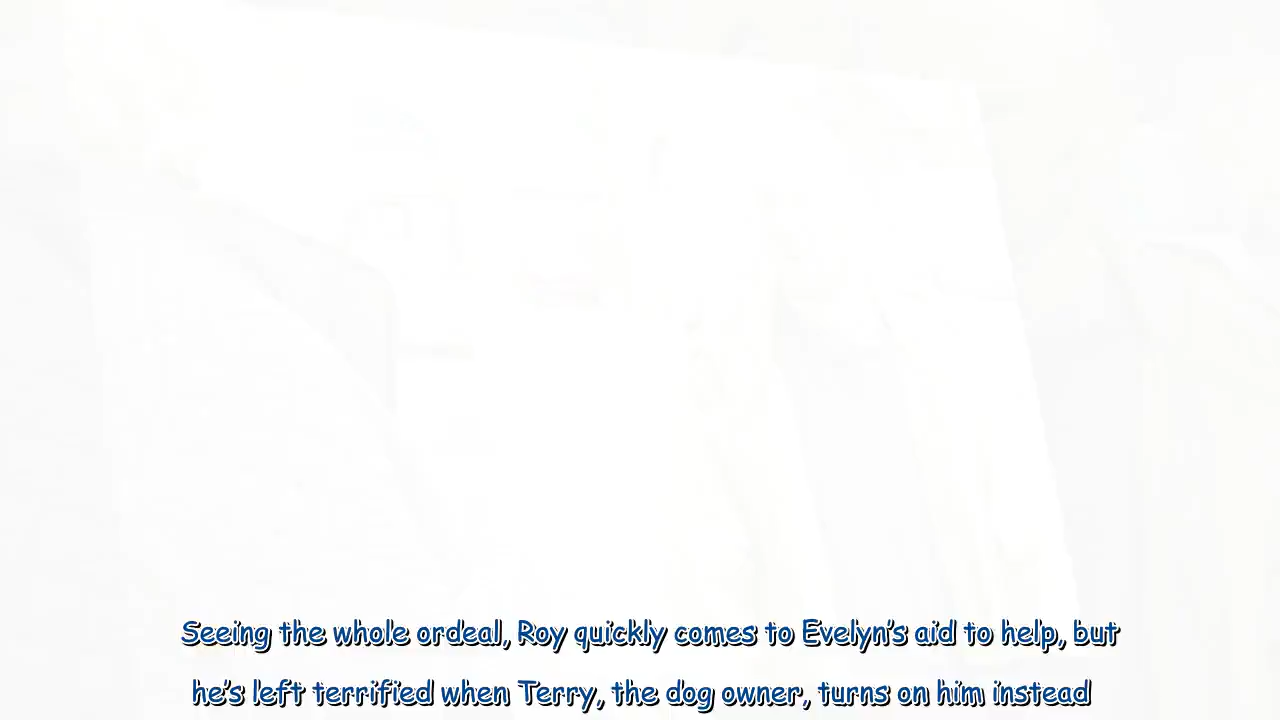 Seeing the whole ordeal, Roy quickly comes to Evelyn's aid to help, but
he's left terrified when Terry, the dog owner, turns on him instead